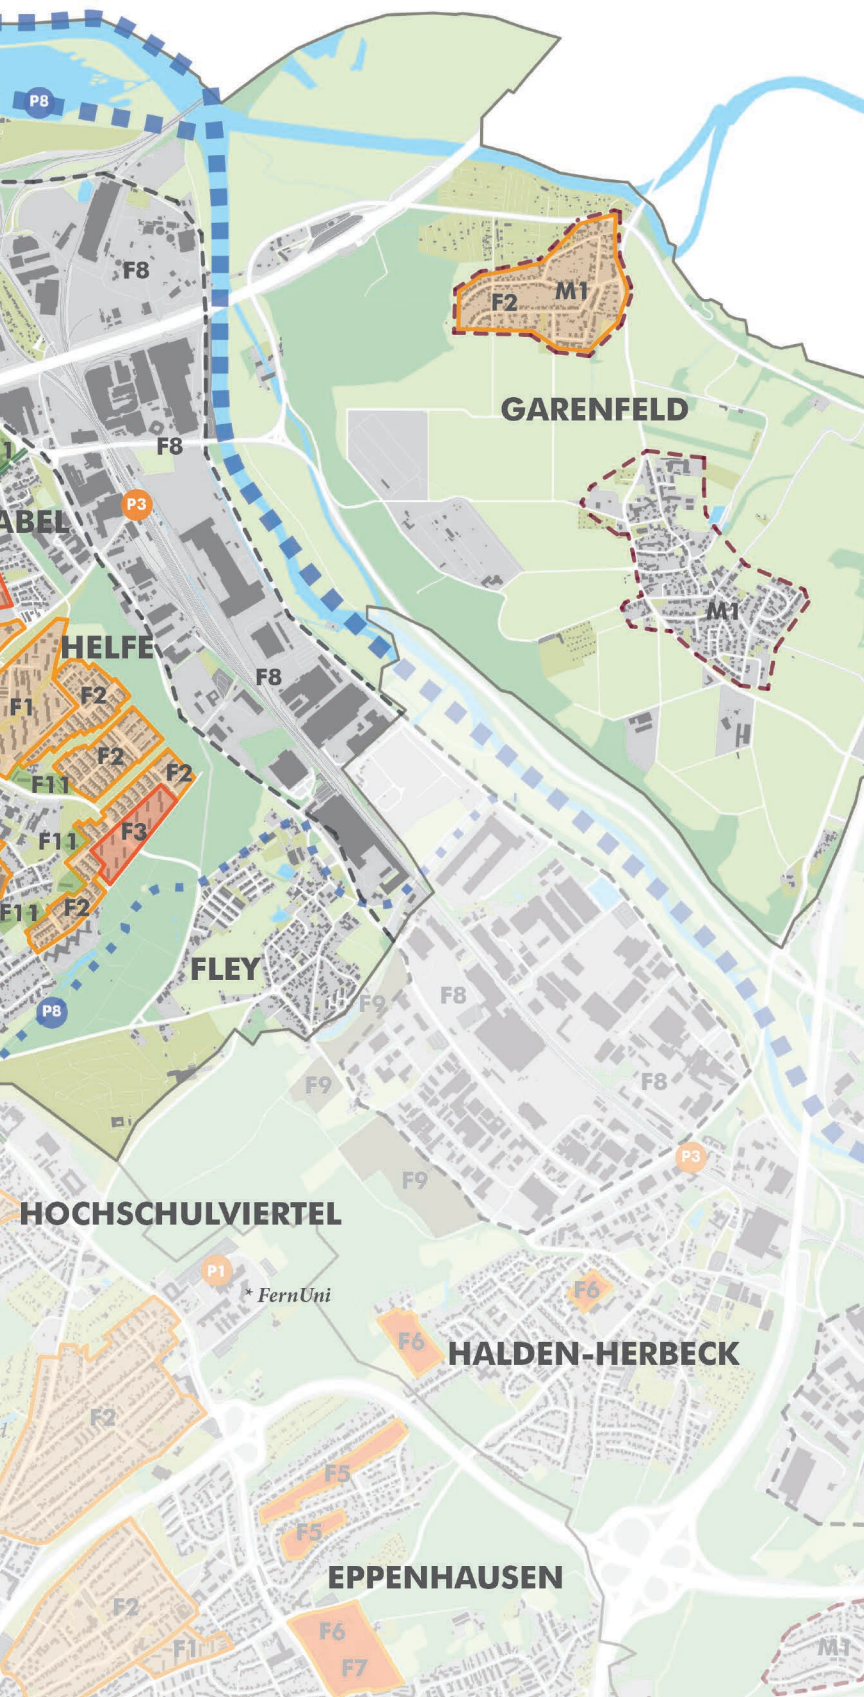 P8
F8
M1
F2
GARENFELD
F8
1
P3
ABEL
M1
HELFE
F8
F2
F1
F2
F2
F11
F3
F11
F2
F11
FLEY
F8
F9
P8
F8
F9
P3
F9
HOCHSCHULVIERTEL
P1
* FernUni
F6
F6
HALDEN-HERBECK
F2
d
F5
F5
EPPENHAUSEN
F2
F6
F1
M1
F7